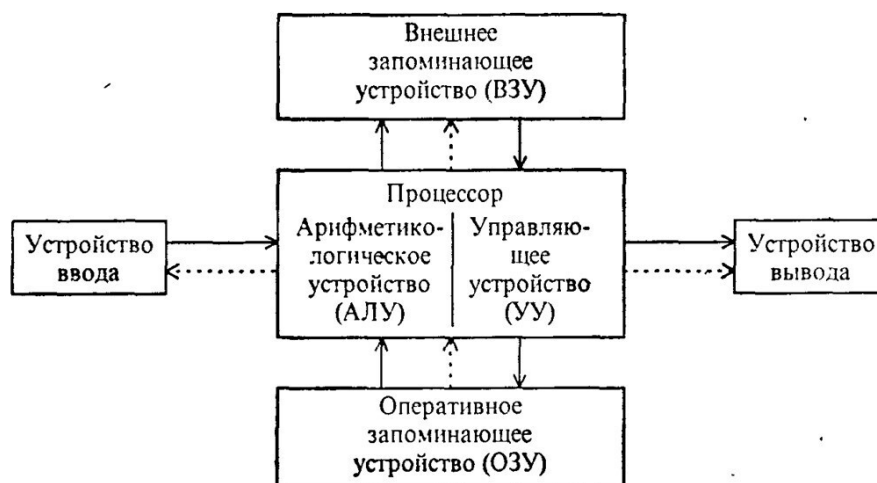 Внешнее
запоминающее
устройство (ВЗУ)
Процессор
Арифметико-
логическое
устройство
(АЛУ)
Управляю-
щее
устройство
(УУ)
Устройство
ввода
Устройство
вывода
Оперативное
запоминающее
устройство (ОЗУ)